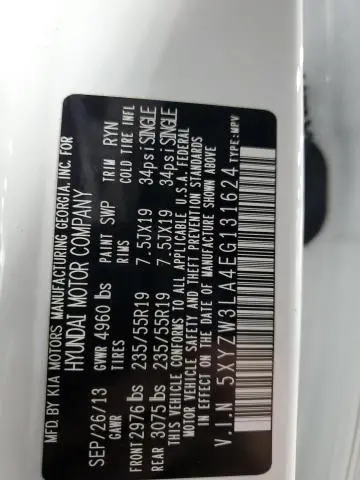 MFD. BY KIA MOTORS MANUFACTURING GEORGIA, INC. FOR
HYUNDAI MOTOR COMPANY
SEP/26/13 GVWR 4960 lbs PAINT SWP TRIM RYN
GAWR TIRES RIMS COLD TIRE INFL
FRONT 2976 lbs 235/55R19 7.5JX19 34psi SINGLE
REAR 3075 lbs 235/55R19 7.5JX19 34psi SINGLE
THIS VEHICLE CONFORMS TO ALL APPLICABLE U.S.A. FEDERAL
MOTOR VEHICLE SAFETY AND THEFT PREVENTION STANDARDS
IN EFFECT ON THE DATE OF MANUFACTURE SHOWN ABOVE.
V.I.N 5XYZW3LA4EG131624 TYPE:MPV